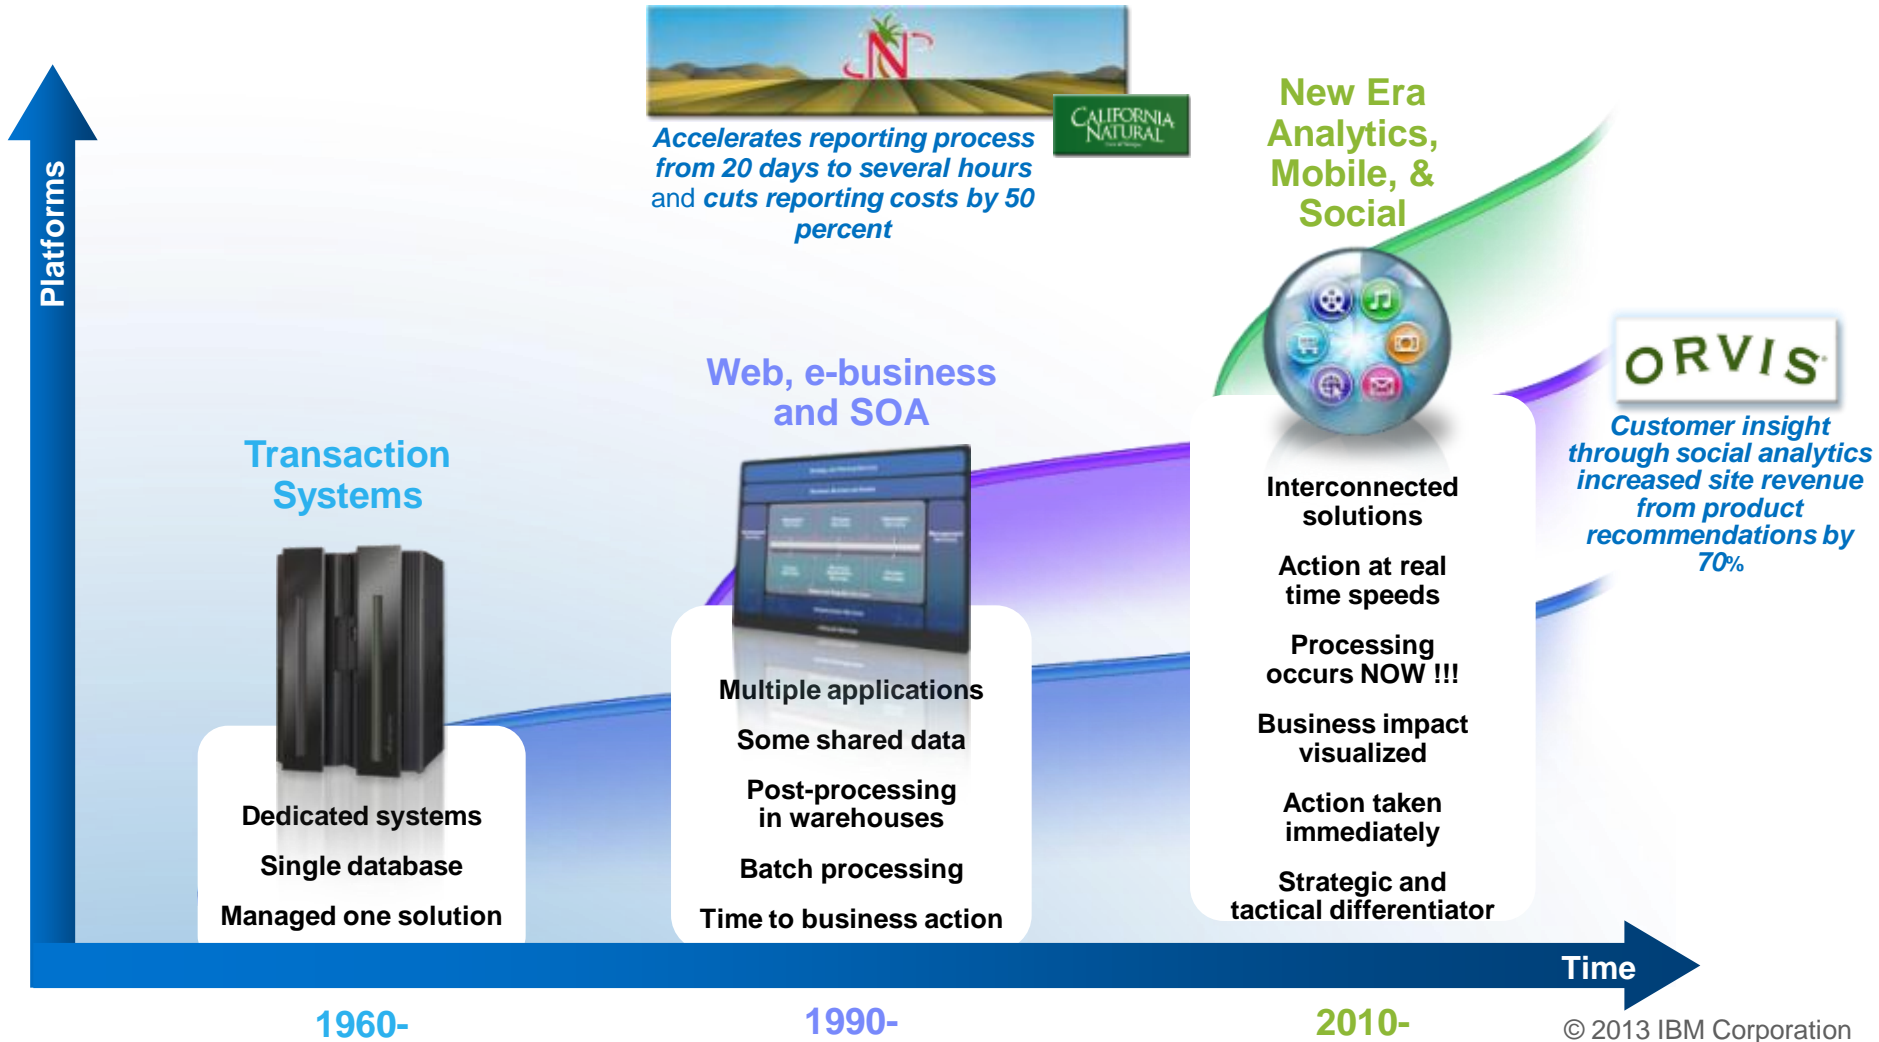 Platforms
N
CALIFORNIA
NATURAL
Accelerates reporting process
from 20 days to several hours
and cuts reporting costs by 50
percent
New Era
Analytics,
Mobile, &
Social
ORVIS
Customer insight
through social analytics
increased site revenue
from product
recommendations by
70%
Web, e-business
and SOA
Transaction
Systems
Dedicated systems
Single database
Managed one solution
Multiple applications
Some shared data
Post-processing
in warehouses
Batch processing
Time to business action
Interconnected
solutions
Action at real
time speeds
Processing
occurs NOW !!!
Business impact
visualized
Action taken
immediately
Strategic and
tactical differentiator
Time
1960-
1990-
2010-
© 2013 IBM Corporation